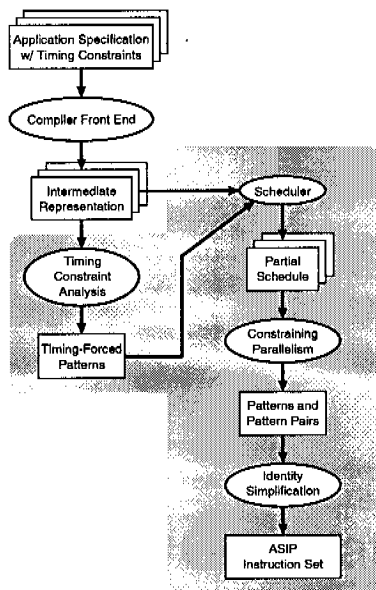 Application Specification
w/ Timing Constraints
Compiler Front End
Intermediate
Representation
Scheduler
Timing
Constraint
Analysis
Partial
Schedule
Timing-Forced
Patterns
Constraining
Parallelism
Patterns and
Pattern Pairs
Identity
Simplification
ASIP
Instruction Set